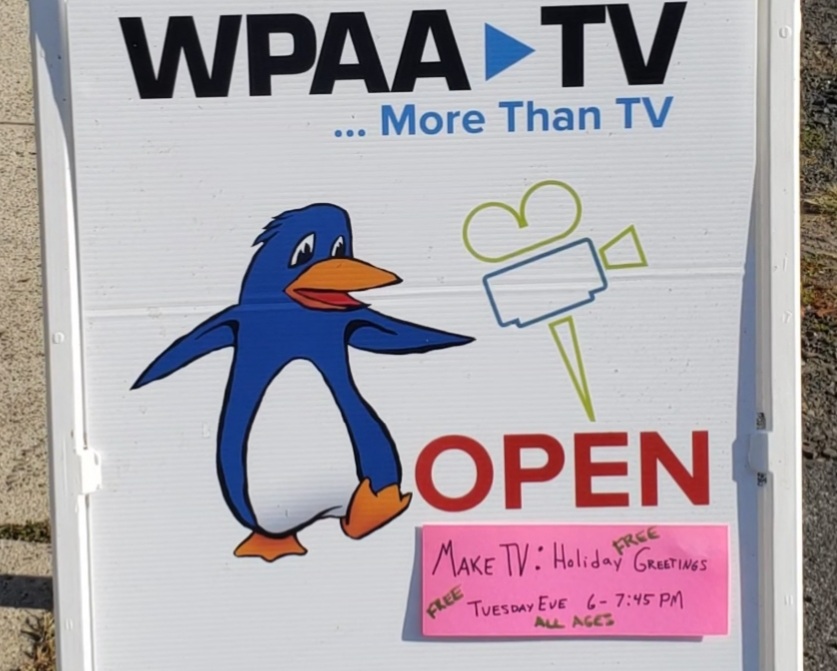 WPAA TV
... More Than TV
OPEN
FREE
MAKE TV: Holiday GREETINGS
FREE TUESDAY EVE 6-7:45 PM
ALL AGES